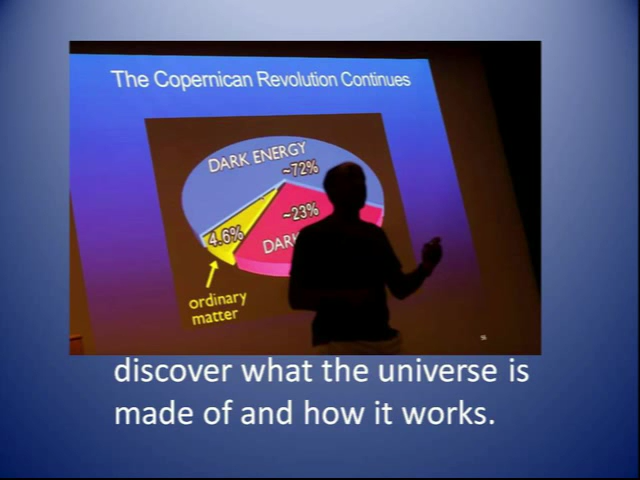 The Copernican Revolution Continues
DARK ENERGY
~72%
~23%
4.6%
DARK
ordinary
matter
discover what the universe is
made of and how it works.